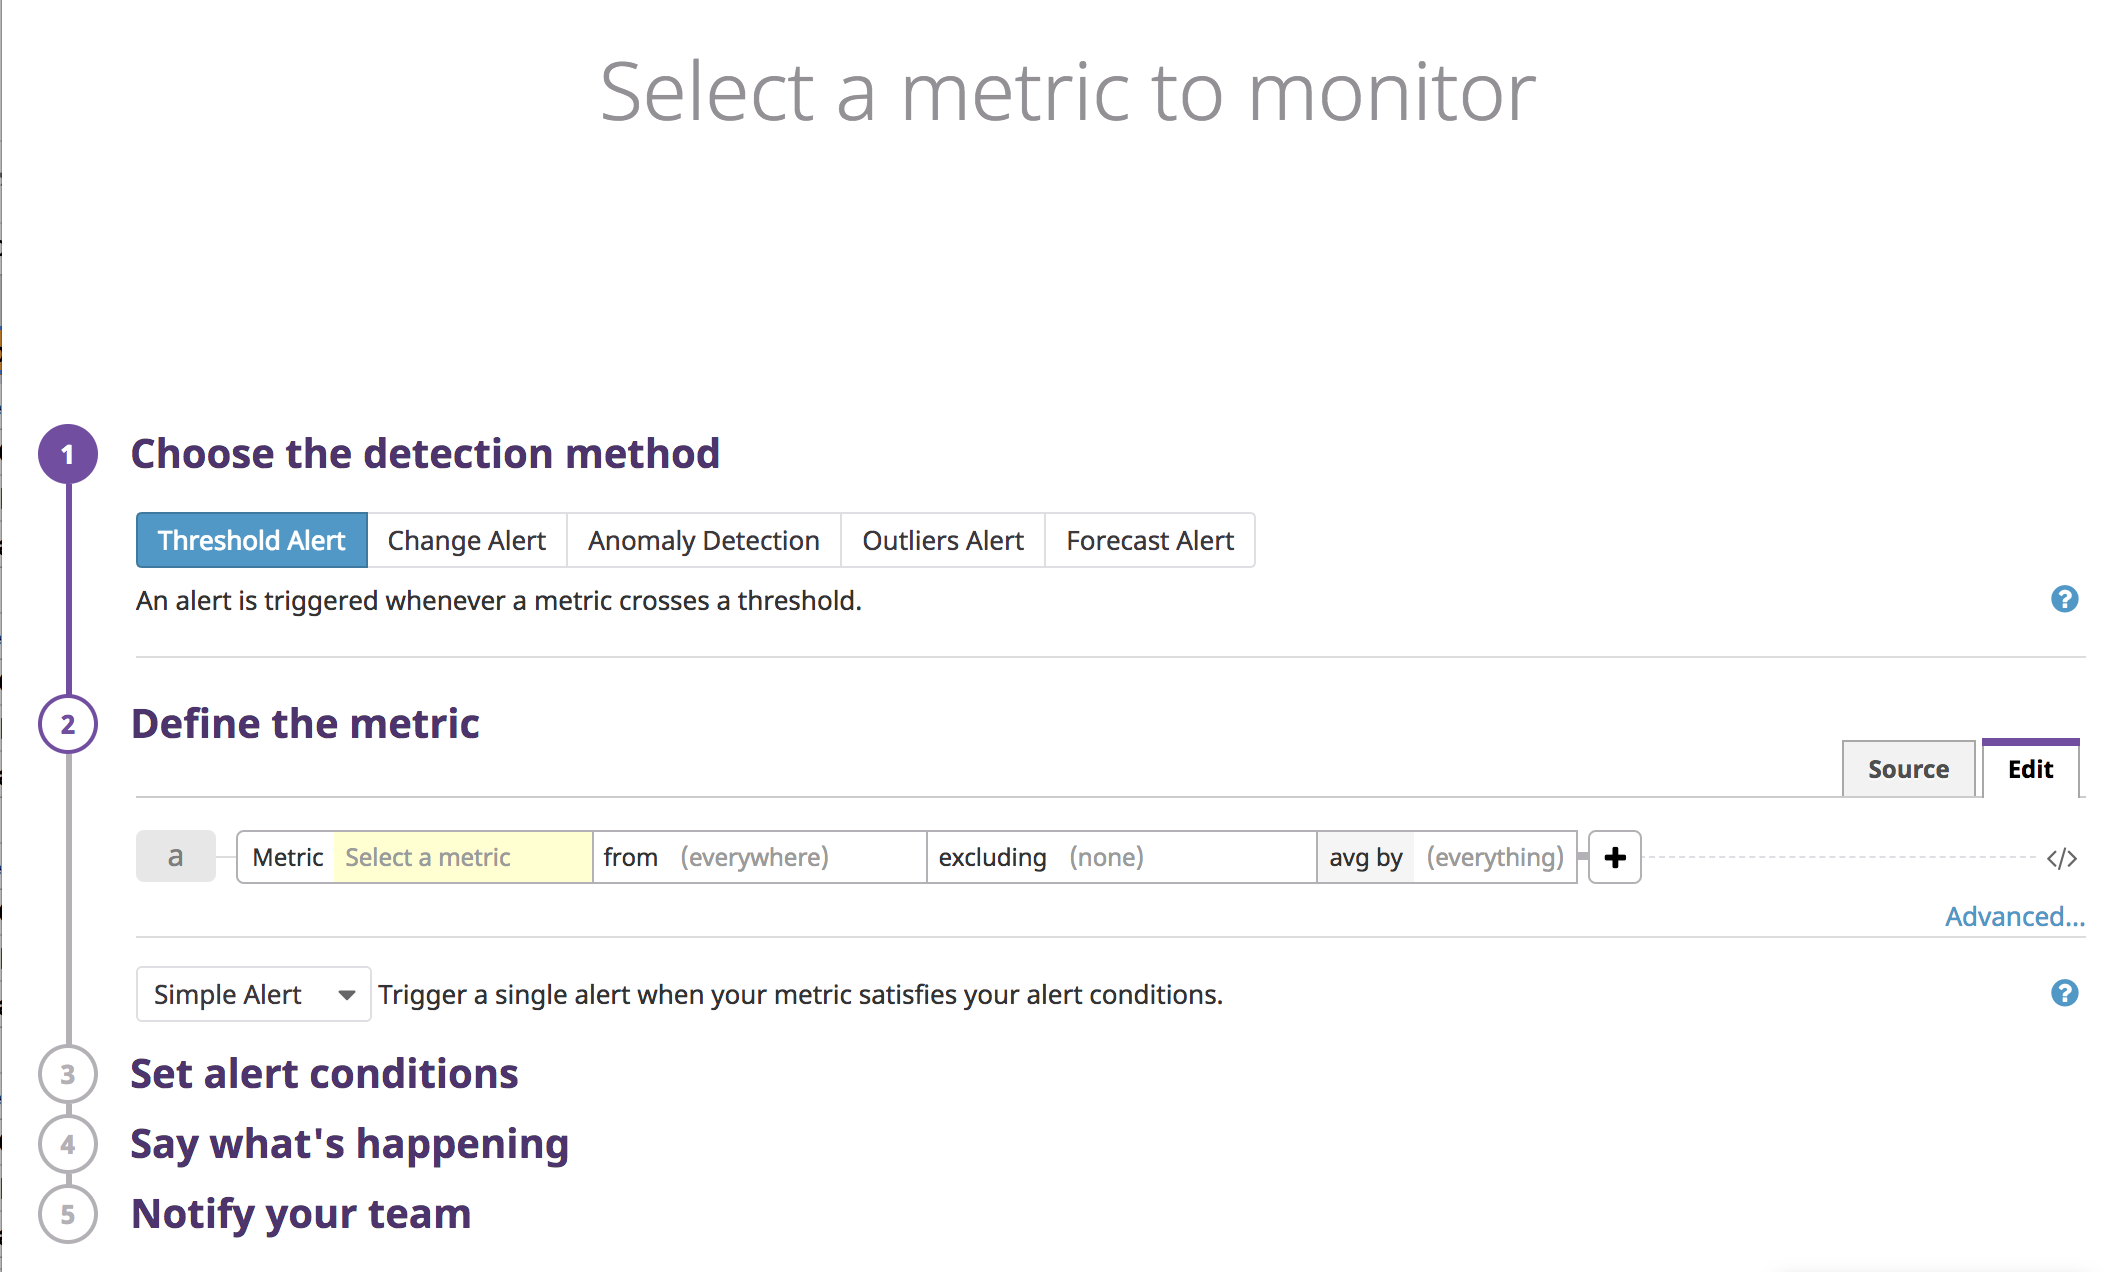 Select a metric to monitor
1 Choose the detection method
Threshold Alert Change Alert Anomaly Detection Outliers Alert Forecast Alert
An alert is triggered whenever a metric crosses a threshold. ?
2 Define the metric
Source Edit
a Metric Select a metric from (everywhere) excluding (none) avg by (everything) + </>
Advanced...
Simple Alert Trigger a single alert when your metric satisfies your alert conditions. ?
3 Set alert conditions
4 Say what's happening
5 Notify your team